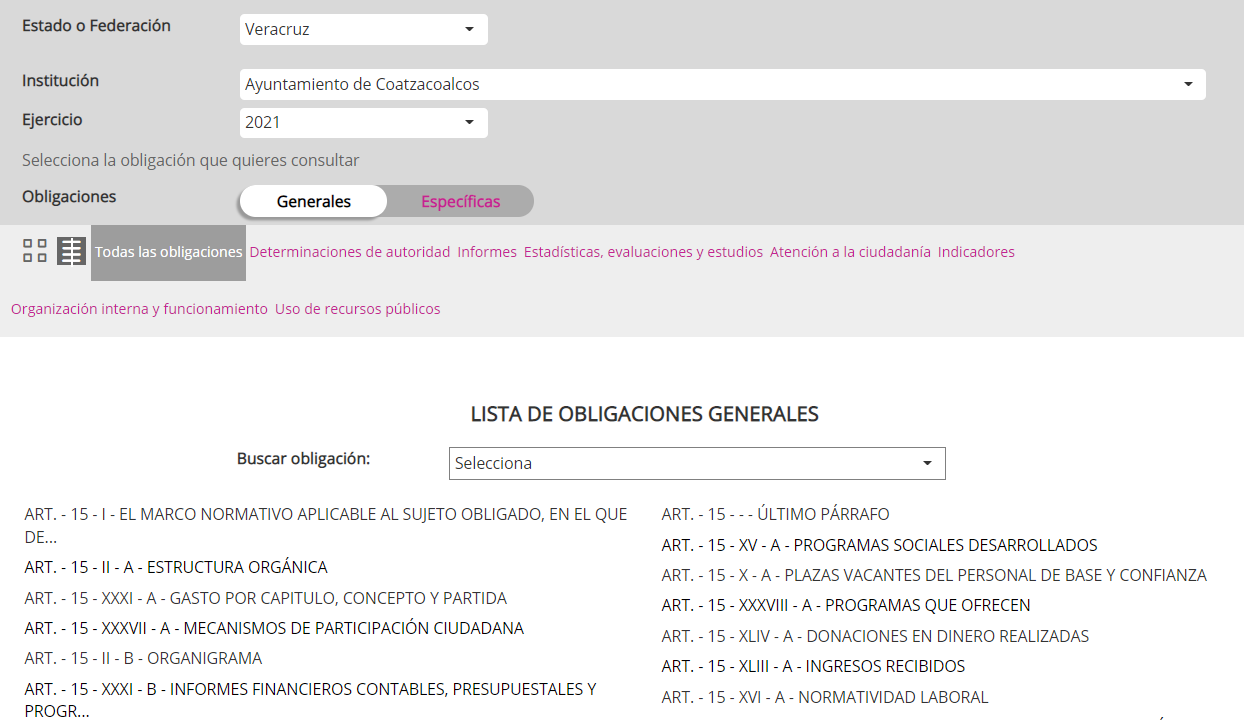 Estado o Federación
Veracruz
Institución
Ayuntamiento de Coatzacoalcos
Ejercicio
2021
Selecciona la obligación que quieres consultar
Obligaciones
Generales
Específicas
Todas las obligaciones Determinaciones de autoridad Informes Estadísticas, evaluaciones y estudios Atención a la ciudadanía Indicadores
Organización interna y funcionamiento Uso de recursos públicos
LISTA DE OBLIGACIONES GENERALES
Buscar obligación:
Selecciona
ART. - 15 - I - EL MARCO NORMATIVO APLICABLE AL SUJETO OBLIGADO, EN EL QUE
DE...
ART. - 15 - II - A - ESTRUCTURA ORGÁNICA
ART. - 15 - XXXI - A - GASTO POR CAPITULO, CONCEPTO Y PARTIDA
ART. - 15 - XXXVII - A - MECANISMOS DE PARTICIPACIÓN CIUDADANA
ART. - 15 - II - B - ORGANIGRAMA
ART. - 15 - XXXI - B - INFORMES FINANCIEROS CONTABLES, PRESUPUESTALES Y
PROGR...
ART. - 15 - - - ÚLTIMO PÁRRAFO
ART. - 15 - XV - A - PROGRAMAS SOCIALES DESARROLLADOS
ART. - 15 - X - A - PLAZAS VACANTES DEL PERSONAL DE BASE Y CONFIANZA
ART. - 15 - XXXVIII - A - PROGRAMAS QUE OFRECEN
ART. - 15 - XLIV - A - DONACIONES EN DINERO REALIZADAS
ART. - 15 - XLIII - A - INGRESOS RECIBIDOS
ART. - 15 - XVI - A - NORMATIVIDAD LABORAL